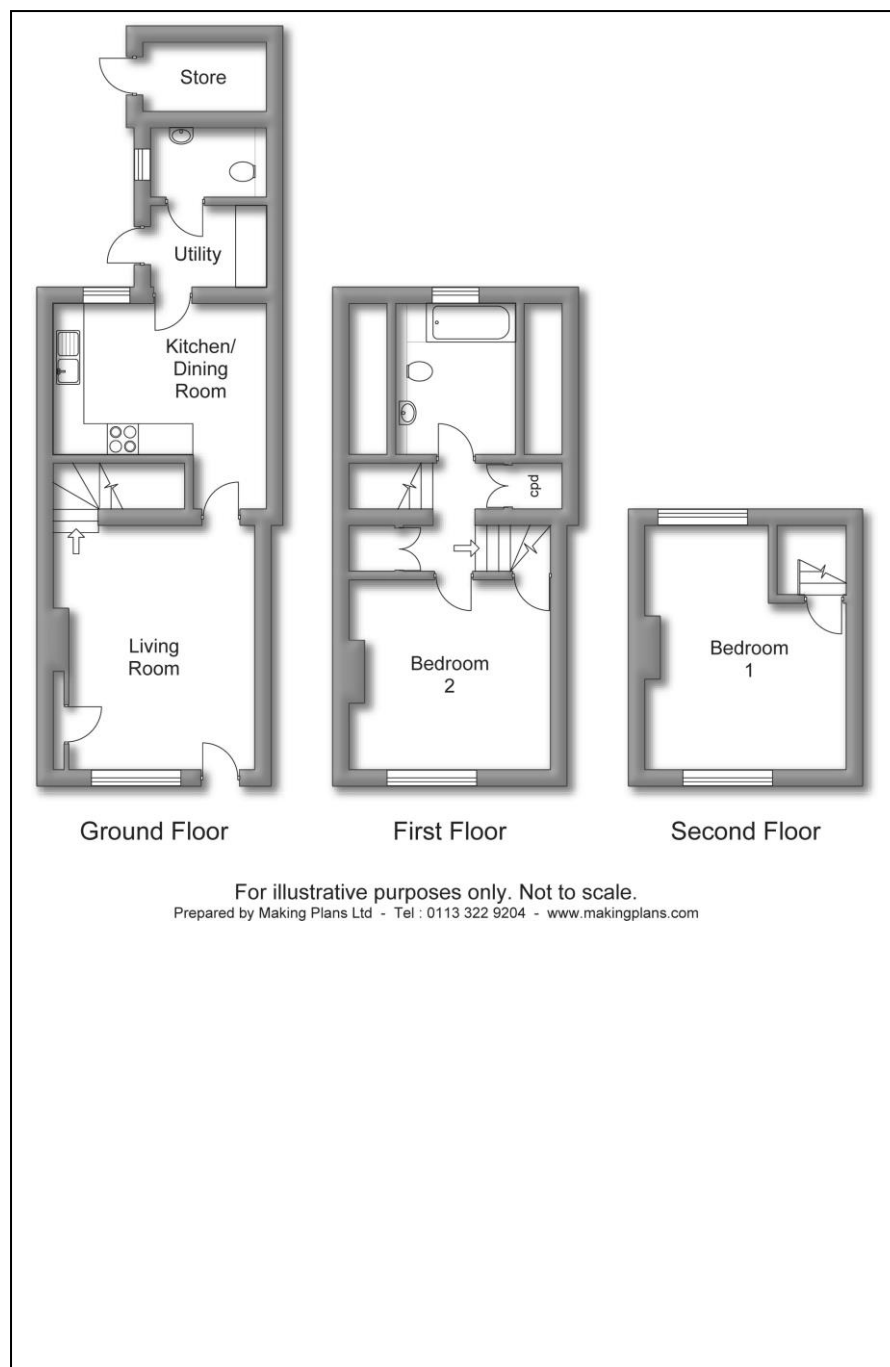 Store
Utility
Kitchen/
Dining
Room
Living
Room
Ground Floor
cpd
Bedroom
2
First Floor
Bedroom
1
Second Floor
For illustrative purposes only. Not to scale.
Prepared by Making Plans Ltd - Tel : 0113 322 9204 - www.makingplans.com